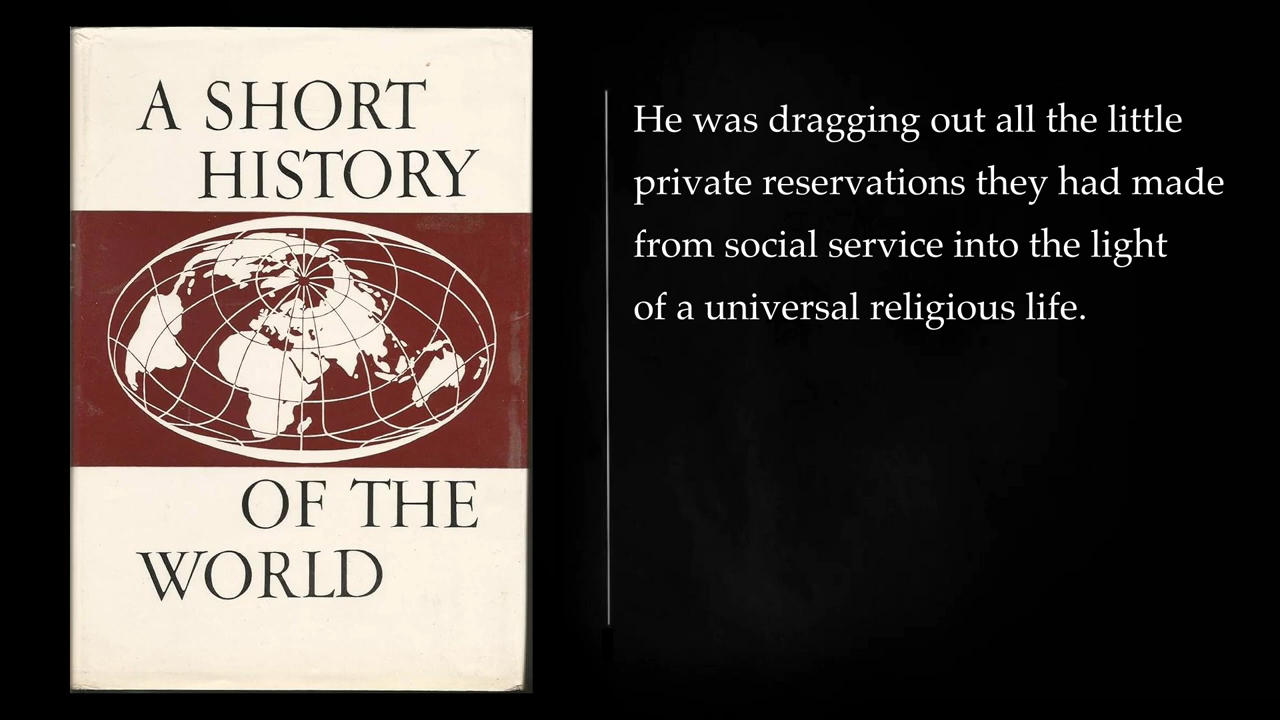 A SHORT
HISTORY
OF THE
WORLD
He was dragging out all the little
private reservations they had made
from social service into the light
of a universal religious life.